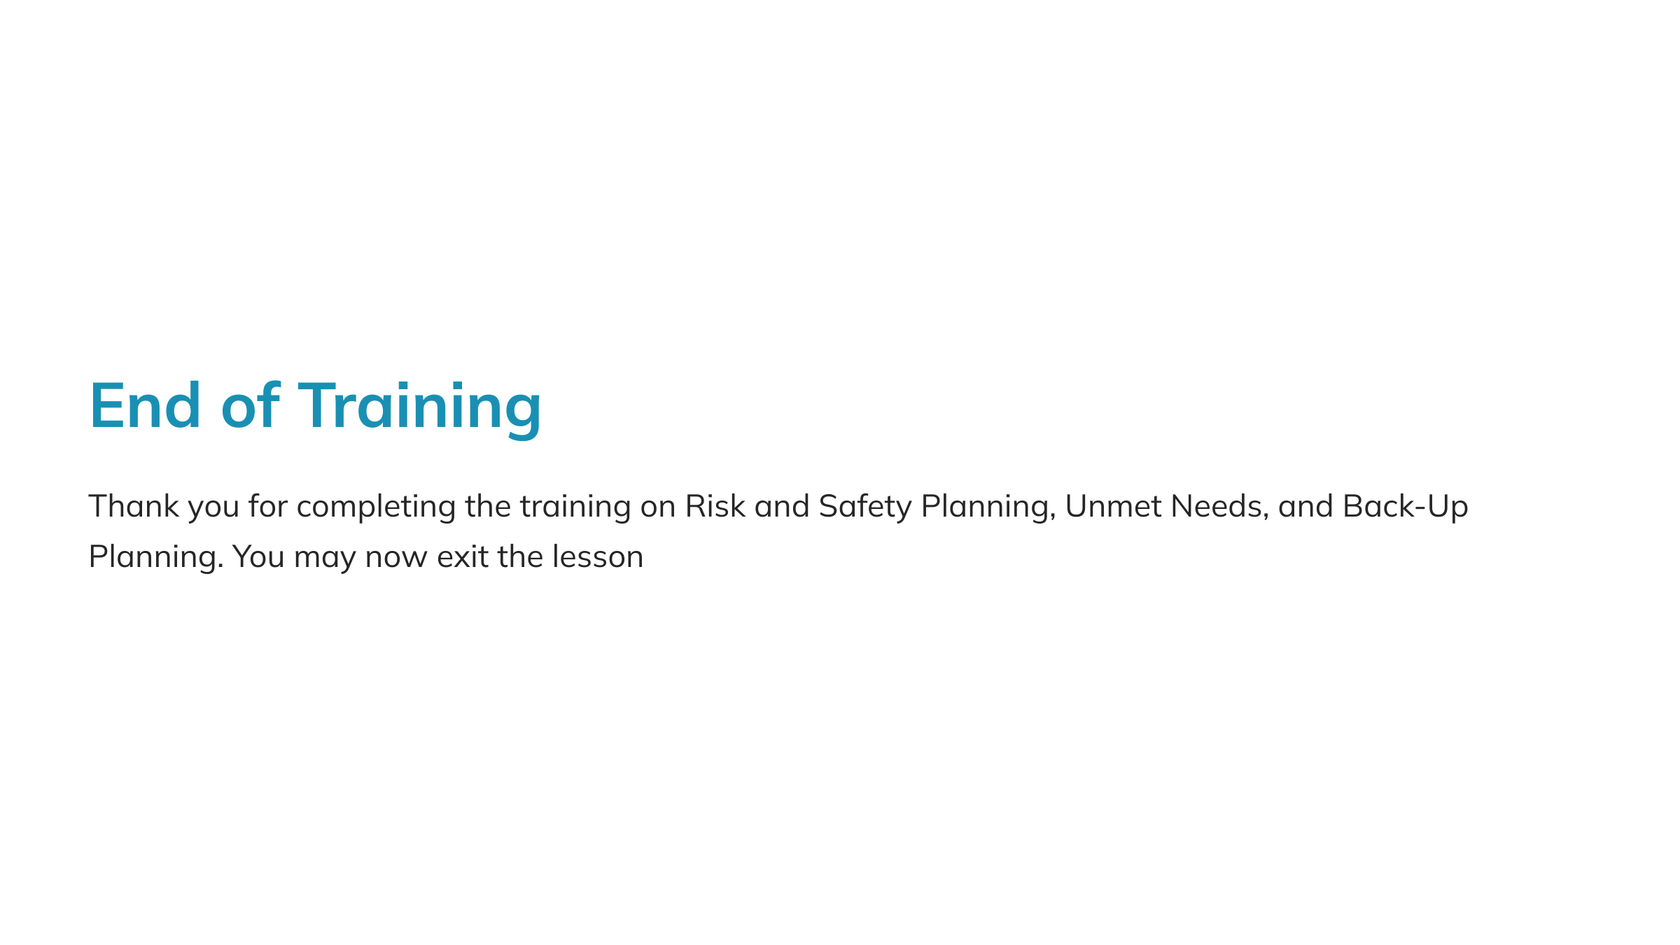 End of Training
Thank you for completing the training on Risk and Safety Planning, Unmet Needs, and Back-Up
Planning. You may now exit the lesson